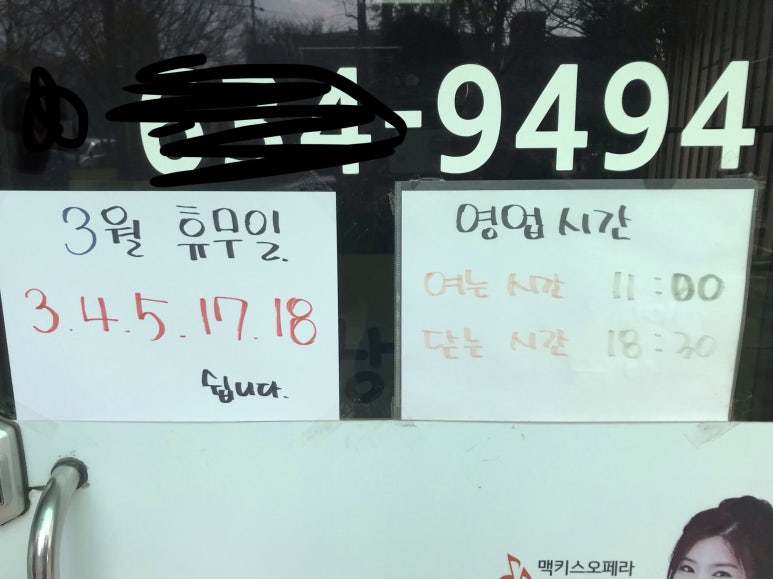 -9494
3월 휴무일.
3.4.5.17.18
쉽니다.
영업시간
여는 시간 11:00
닫는 시간 18:30
맥키스오페라